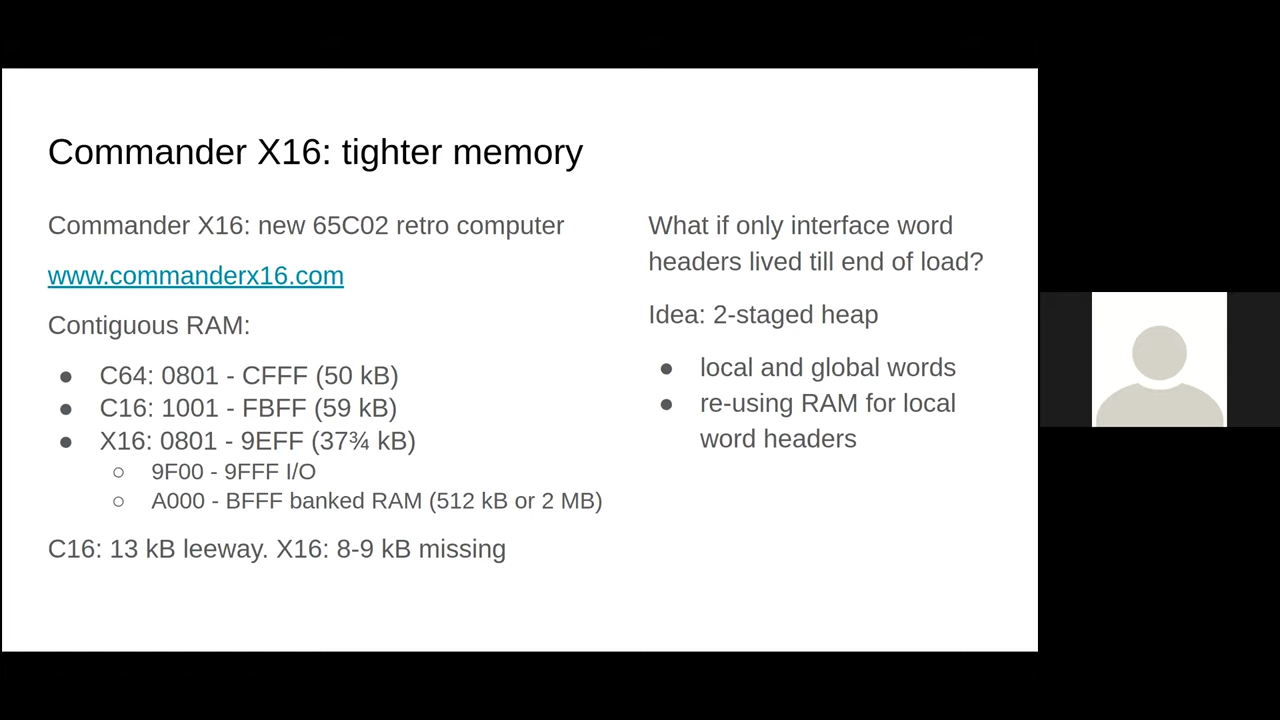 Commander X16: tighter memory
Commander X16: new 65C02 retro computer
www.commanderx16.com
Contiguous RAM:
● C64: 0801 - CFFF (50 kB)
● C16: 1001 - FBFF (59 kB)
● X16: 0801 - 9EFF (37¾ kB)
○ 9F00 - 9FFF I/O
○ A000 - BFFF banked RAM (512 kB or 2 MB)
C16: 13 kB leeway. X16: 8-9 kB missing
What if only interface word
headers lived till end of load?
Idea: 2-staged heap
● local and global words
● re-using RAM for local
word headers